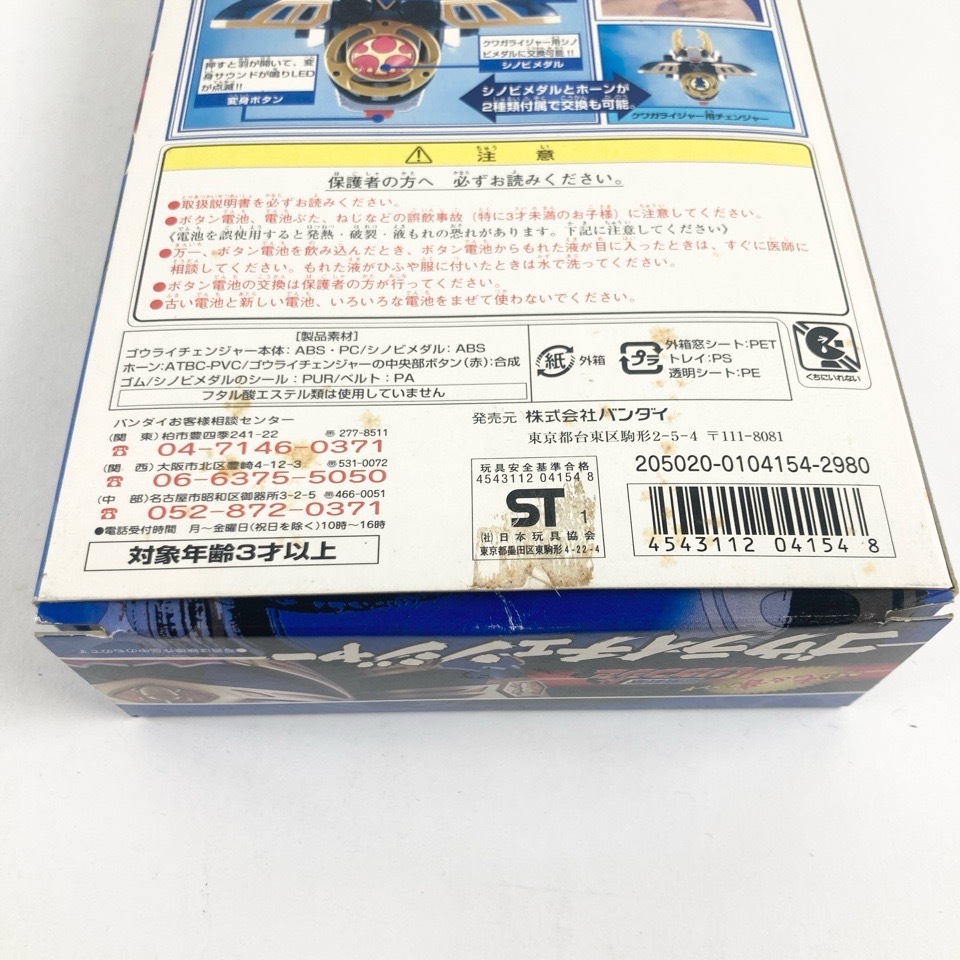 押すと羽が開いて、変
身サウンドが鳴りLED
が点滅!!
変身ボタン
クワガライジャー用シノ
ビメダルに交換可能!!
シノビメダル
シノビメダルとホーンが
2種類付属で交換も可能。
クワガライジャー用チェンジャー
注意
保護者の方へ 必ずお読みください。
●取扱説明書を必ずお読みください。
●ボタン電池、電池ぶた、ねじなどの誤飲事故(特に3才未満のお子様)に注意してください。
《電池を誤使用すると発熱・破裂・液もれの恐れがあります。下記に注意してください》
●万一、ボタン電池を飲み込んだとき、ボタン電池からもれた液が目に入ったときは、すぐに医師に
相談してください。もれた液がひふや服に付いたときは水で洗ってください。
●ボタン電池の交換は保護者の方が行ってください。
●古い電池と新しい電池、いろいろな電池をまぜて使わないでください。
[製品素材]
ゴウライチェンジャー本体:ABS・PC/シノビメダル:ABS
ホーン:ATBC-PVC/ゴウライチェンジャーの中央部ボタン(赤):合成
ゴム/シノビメダルのシール:PUR/ベルト:PA
フタル酸エステル類は使用していません
紙 外箱
プラ
外箱窓シート:PET
トレイ:PS
透明シート:PE
くちにいれない
バンダイお客様相談センター
(関 東)柏市豊四季241-22 〠277-8511
☎ 04-7146-0371
(関 西)大阪市北区豊崎4-12-3 〠531-0072
☎ 06-6375-5050
(中 部)名古屋市昭和区御器所3-2-5 〠466-0051
☎ 052-872-0371
●電話受付時間 月~金曜日(祝日を除く)10時~16時
対象年齢3才以上
発売元 株式会社バンダイ
東京都台東区駒形2-5-4 〒111-8081
205020-0104154-2980
玩具安全基準合格
4543112 04154 8
ST 1
(社)日本玩具協会
東京都墨田区東駒形4-22-4
4543112 041548
ゴウライチェンジャー